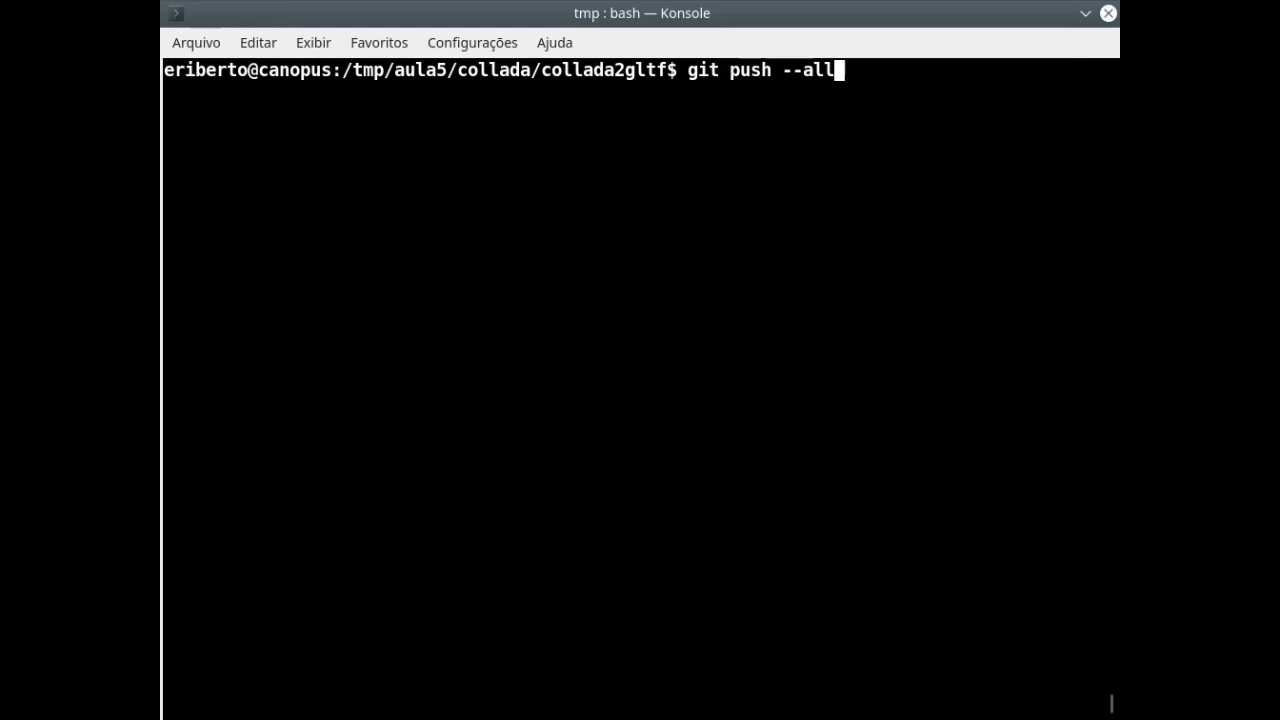 tmp : bash — Konsole
Arquivo Editar Exibir Favoritos Configurações Ajuda
eriberto@canopus:/tmp/aula5/collada/collada2gltf$ git push --all